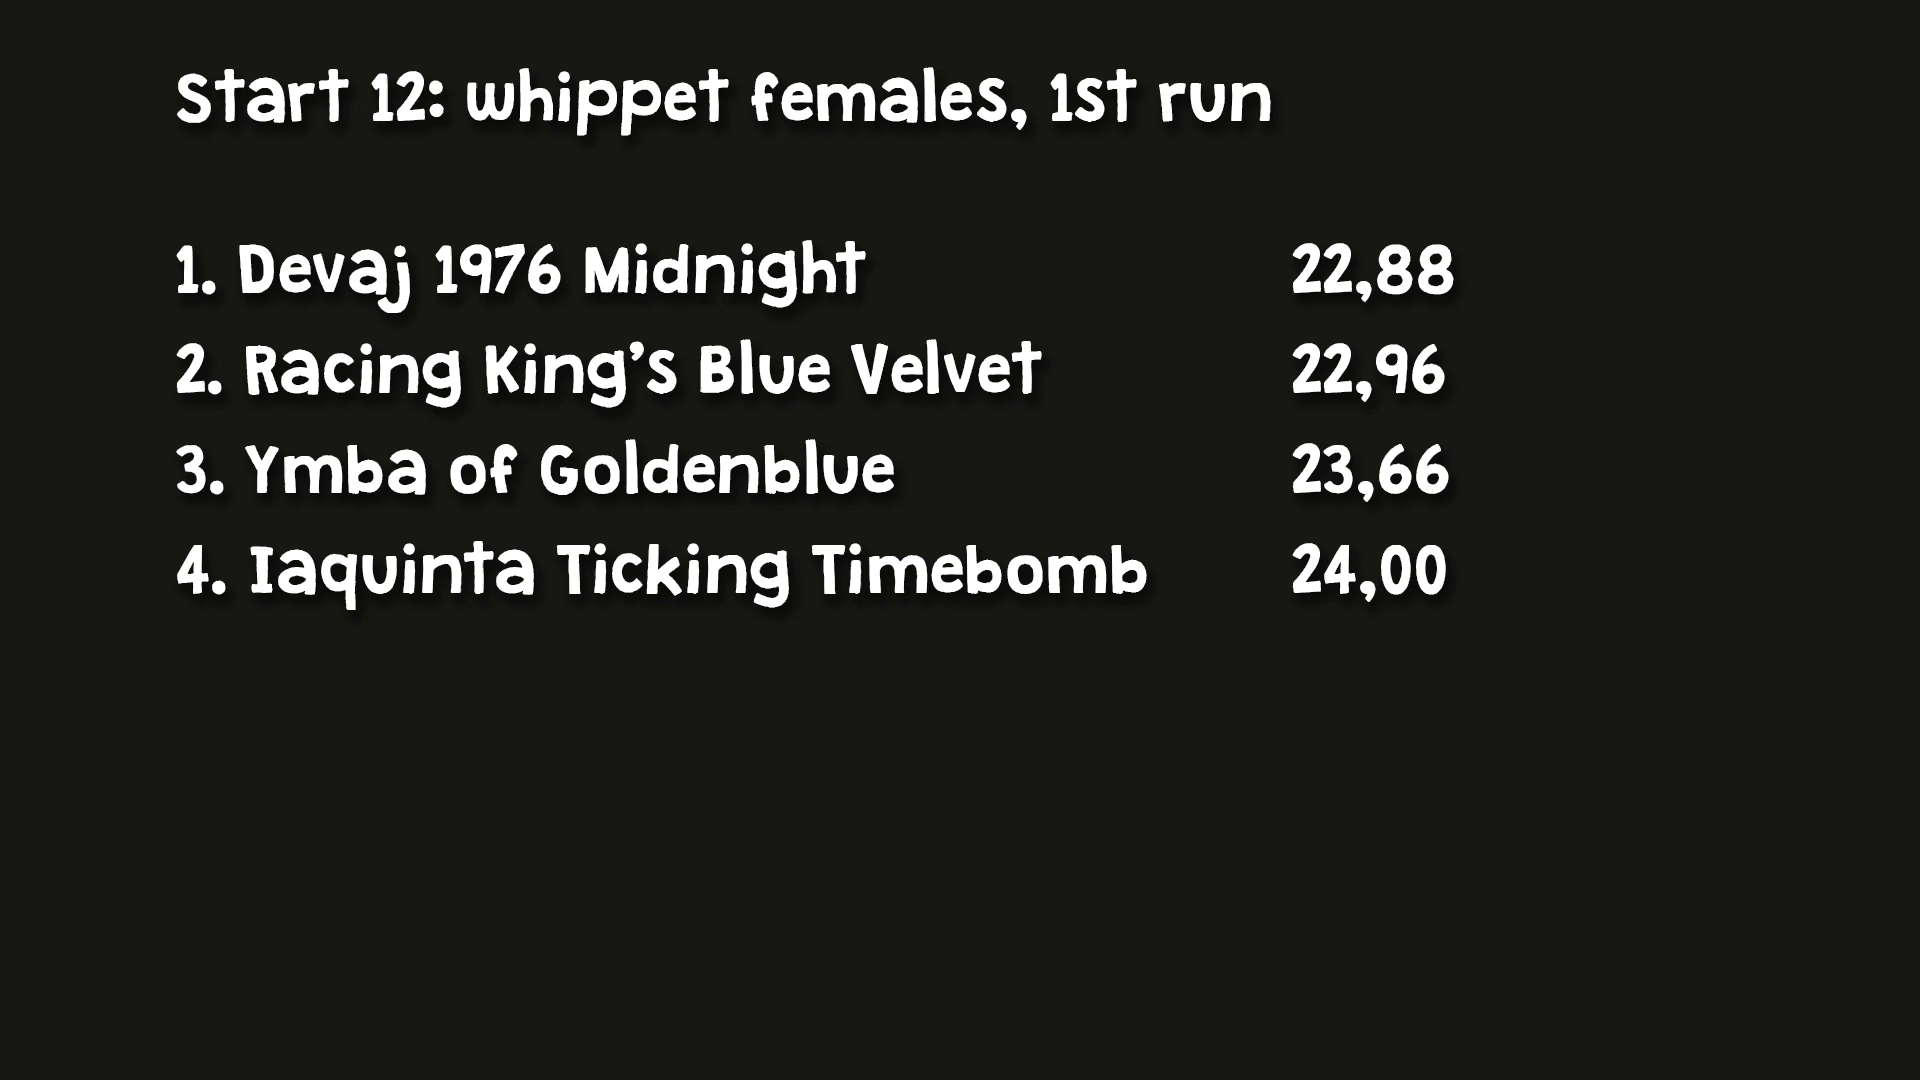 Start 12: whippet females, 1st run
1. Devaj 1976 Midnight 22,88
2. Racing King's Blue Velvet 22,96
3. Ymba of Goldenblue 23,66
4. Iaquinta Ticking Timebomb 24,00